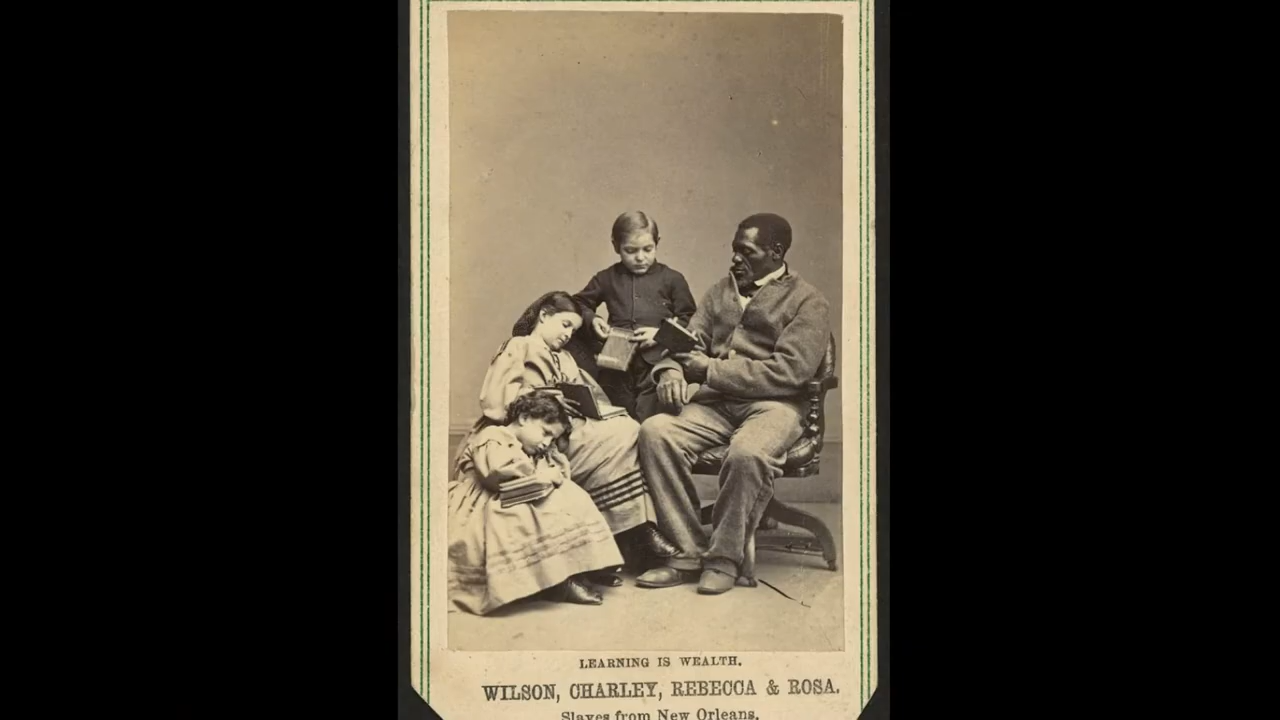 LEARNING IS WEALTH.
WILSON, CHARLEY, REBECCA & ROSA.
Slaves from New Orleans.